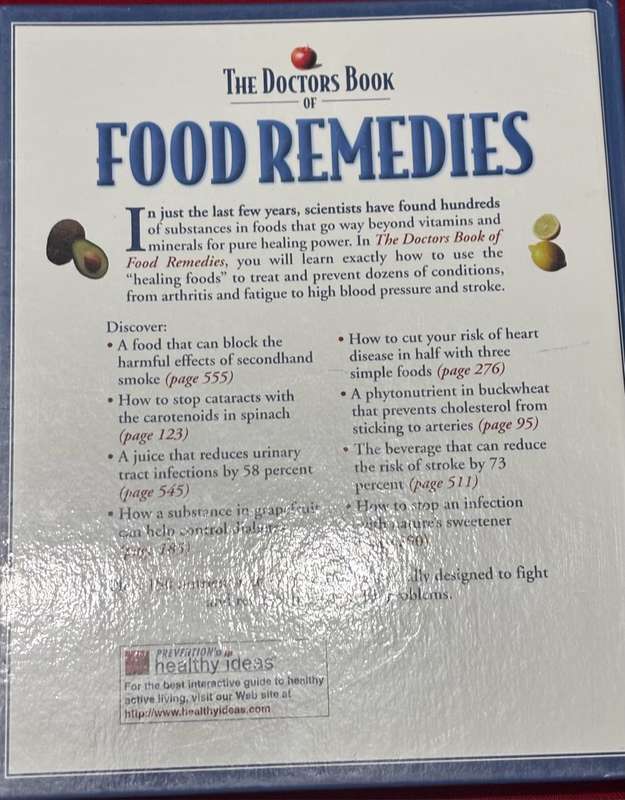 THE DOCTORS BOOK
OF
FOOD REMEDIES
In just the last few years, scientists have found hundreds
of substances in foods that go way beyond vitamins and
minerals for pure healing power. In The Doctors Book of
Food Remedies, you will learn exactly how to use the
“healing foods” to treat and prevent dozens of conditions,
from arthritis and fatigue to high blood pressure and stroke.
Discover:
• A food that can block the
harmful effects of secondhand
smoke (page 555)
• How to stop cataracts with
the carotenoids in spinach
(page 123)
• A juice that reduces urinary
tract infections by 58 percent
(page 545)
• How a substance in grapefruit
can help control diabetes
(page 185)
• How to cut your risk of heart
disease in half with three
simple foods (page 276)
• A phytonutrient in buckwheat
that prevents cholesterol from
sticking to arteries (page 95)
• The beverage that can reduce
the risk of stroke by 73
percent (page 511)
• How to stop an infection
with nature's sweetener
designed to fight
and problems.
PREVENTION'S
healthy ideas
For the best interactive guide to healthy
active living, visit our Web site at
http://www.healthyideas.com